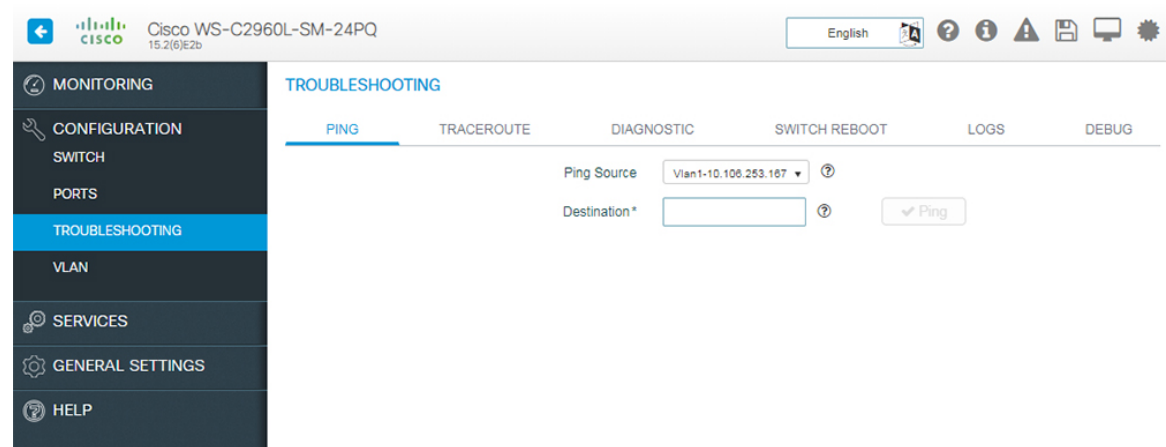 CISCO
Cisco WS-C2960L-SM-24PQ
15.2(6)E2b
English
MONITORING
CONFIGURATION
SWITCH
PORTS
TROUBLESHOOTING
VLAN
SERVICES
GENERAL SETTINGS
HELP
TROUBLESHOOTING
PING TRACEROUTE DIAGNOSTIC SWITCH REBOOT LOGS DEBUG
Ping Source Vlan1-10.106.253.167
Destination* Ping